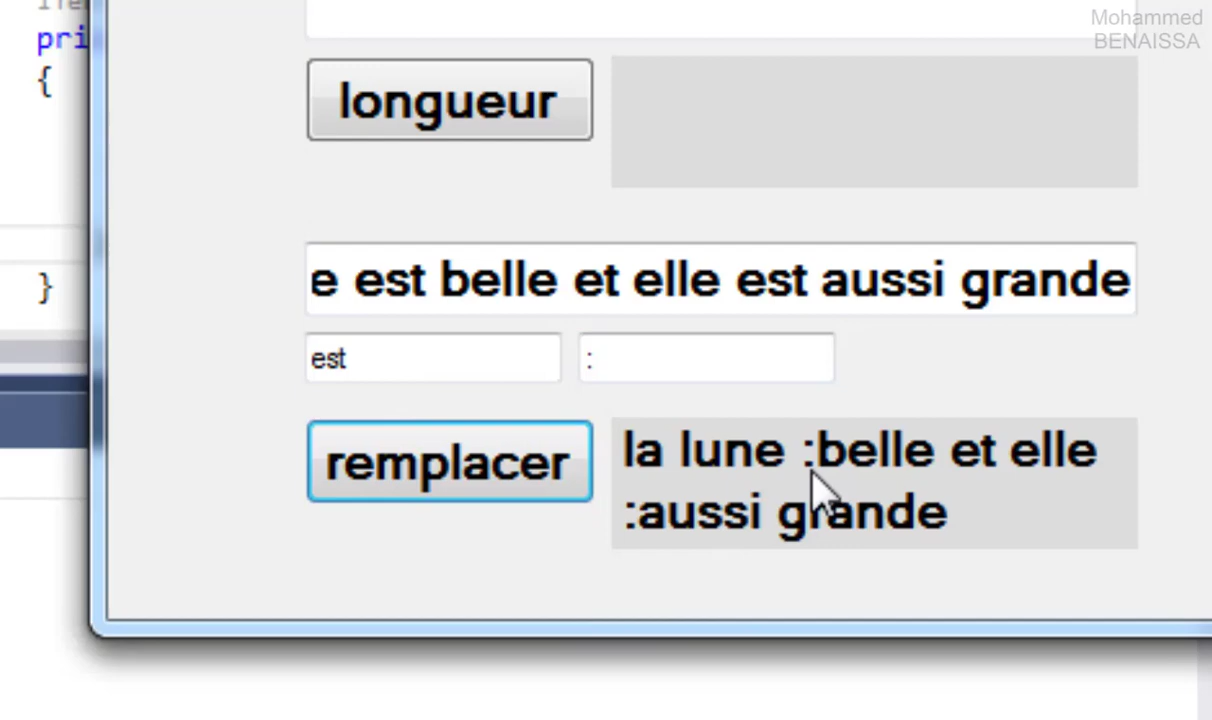 Mohammed
BENAISSA
pri
{
longueur
e est belle et elle est aussi grande
}
est :
remplacer
la lune :belle et elle
:aussi grande